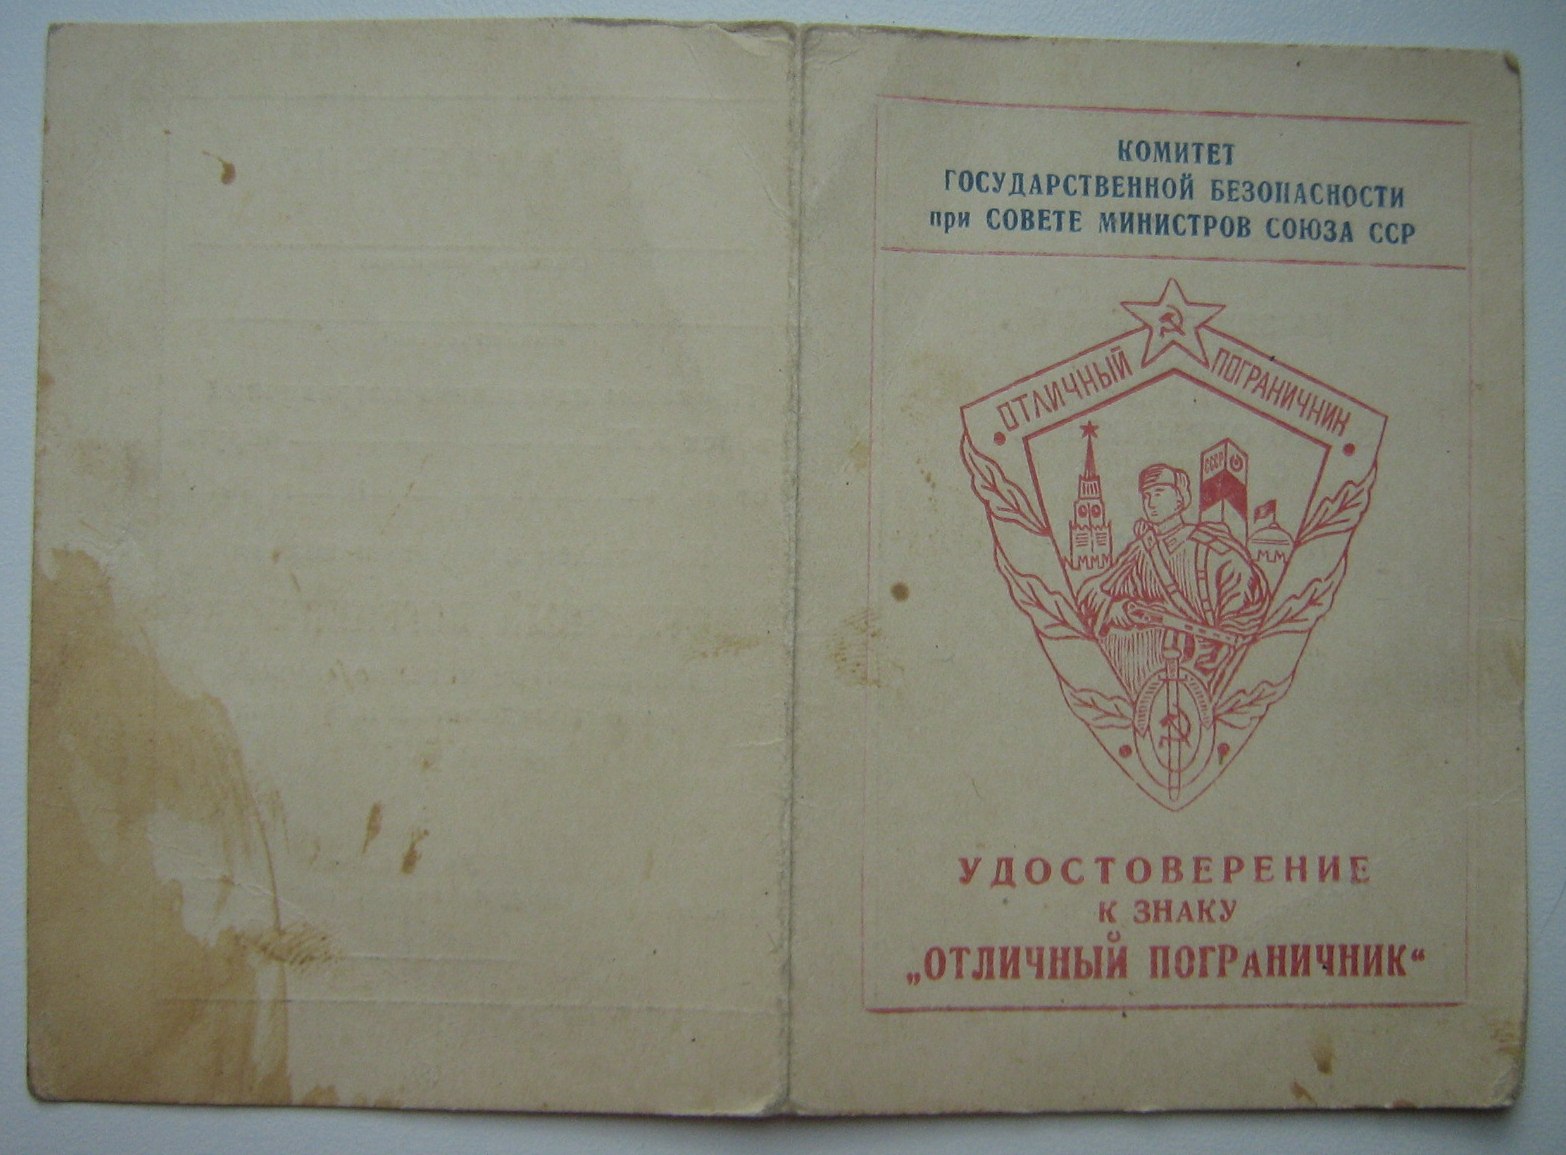 КОМИТЕТ
ГОСУДАРСТВЕННОЙ БЕЗОПАСНОСТИ
при СОВЕТЕ МИНИСТРОВ СОЮЗА ССР
ОТЛИЧНЫЙ ПОГРАНИЧНИК
СССР
УДОСТОВЕРЕНИЕ
К ЗНАКУ
„ОТЛИЧНЫЙ ПОГРАНИЧНИК“